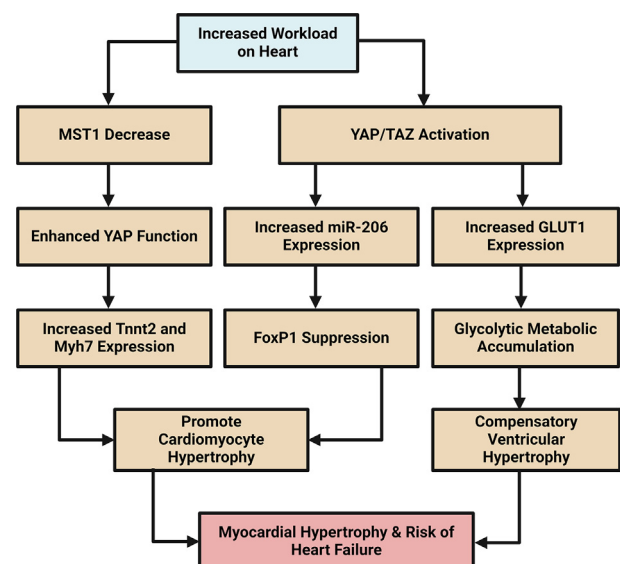 Increased Workload
on Heart
MST1 Decrease
YAP/TAZ Activation
Enhanced YAP Function
Increased miR-206
Expression
Increased GLUT1
Expression
Increased Tnnt2 and
Myh7 Expression
FoxP1 Suppression
Glycolytic Metabolic
Accumulation
Promote
Cardiomyocyte
Hypertrophy
Compensatory
Ventricular
Hypertrophy
Myocardial Hypertrophy & Risk of
Heart Failure